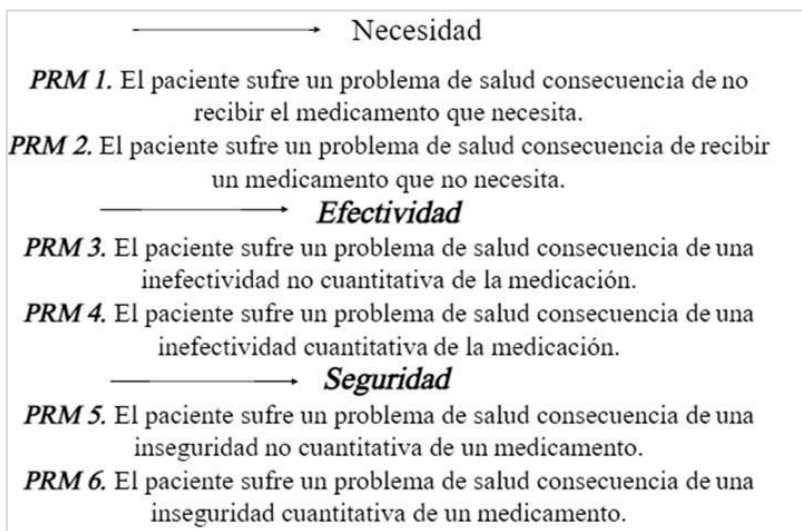 Necesidad
PRM 1. El paciente sufre un problema de salud consecuencia de no
recibir el medicamento que necesita.
PRM 2. El paciente sufre un problema de salud consecuencia de recibir
un medicamento que no necesita.
Efectividad
PRM 3. El paciente sufre un problema de salud consecuencia de una
inefectividad no cuantitativa de la medicación.
PRM 4. El paciente sufre un problema de salud consecuencia de una
inefectividad cuantitativa de la medicación.
Seguridad
PRM 5. El paciente sufre un problema de salud consecuencia de una
inseguridad no cuantitativa de un medicamento.
PRM 6. El paciente sufre un problema de salud consecuencia de una
inseguridad cuantitativa de un medicamento.